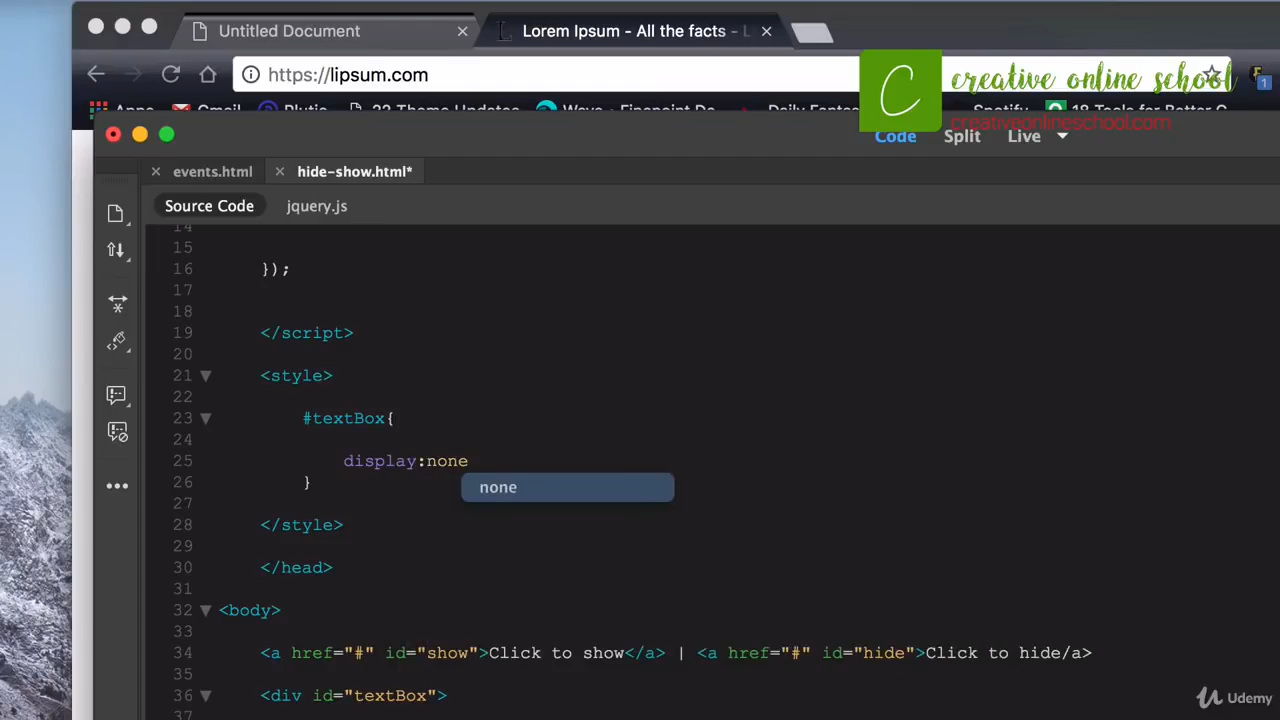 Untitled Document
Lorem Ipsum - All the facts - L
https://lipsum.com
creative online school
creativeonlineschool.com
C
1
Code Split Live
events.html hide-show.html*
Source Code jquery.js
14
15
16 });
17
18
19 </script>
20
21 <style>
22
23 #textBox{
24
25 display:none
none
26 }
27
28 </style>
29
30 </head>
31
32 <body>
33
34 <a href="#" id="show">Click to show</a> | <a href="#" id="hide">Click to hide/a>
35
36 <div id="textBox">
37
Udemy